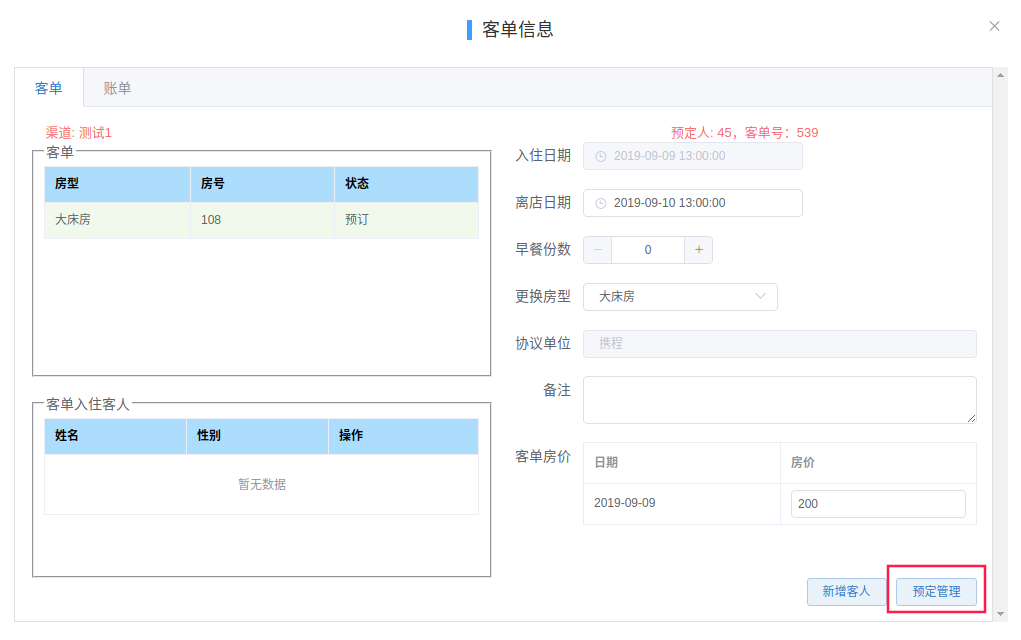 客单信息
客单 账单
渠道: 测试1
预定人: 45，客单号：539
客单
房型 房号 状态
大床房 108 预订
客单入住客人
姓名 性别 操作
暂无数据
入住日期 2019-09-09 13:00:00
离店日期 2019-09-10 13:00:00
早餐份数 − 0 +
更换房型 大床房
协议单位 携程
备注
客单房价 日期 房价
2019-09-09 200
新增客人 预定管理